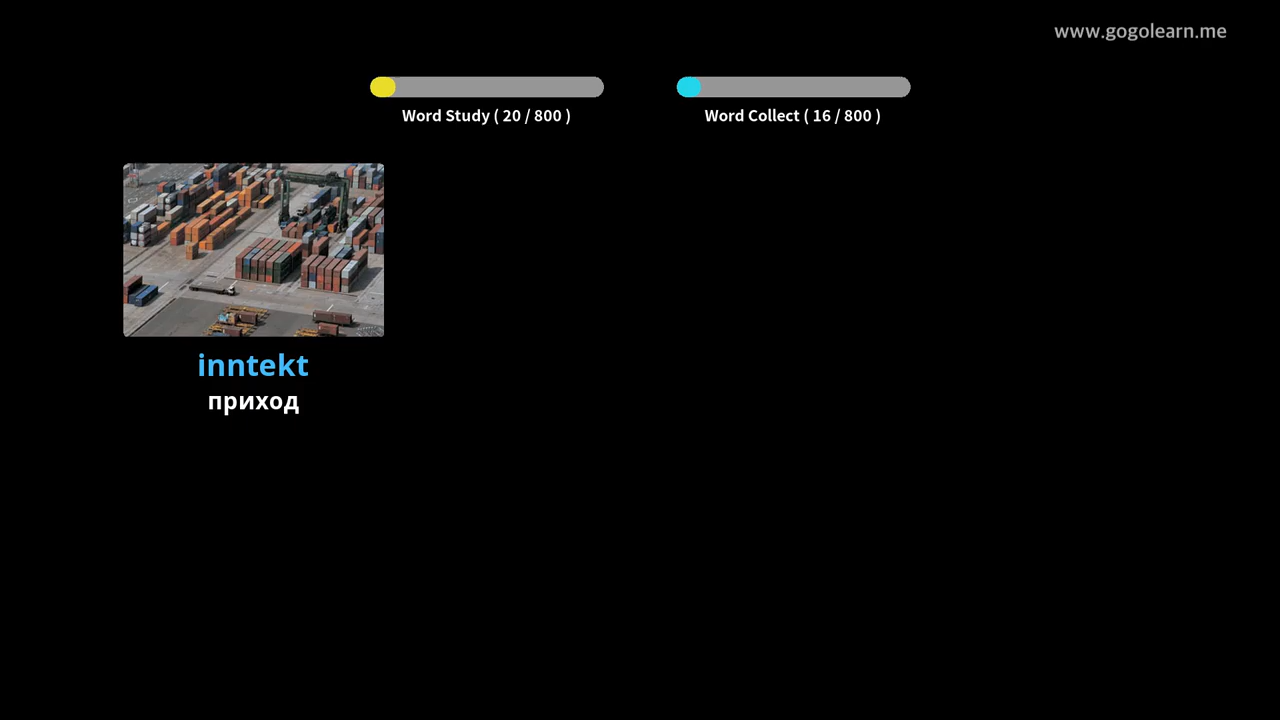 www.gogolearn.me
Word Study ( 20 / 800 )
Word Collect ( 16 / 800 )
inntekt
приход